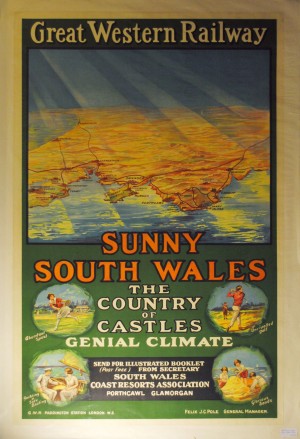 Great Western Railway
SUNNY
SOUTH WALES
THE
COUNTRY
OF
CASTLES
GENIAL CLIMATE
SEND FOR ILLUSTRATED BOOKLET
(Post Free) FROM SECRETARY
SOUTH WALES
COAST RESORTS ASSOCIATION
PORTHCAWL GLAMORGAN
G.W.R. PADDINGTON STATION LONDON, W.2.
FELIX J.C. POLE GENERAL MANAGER.